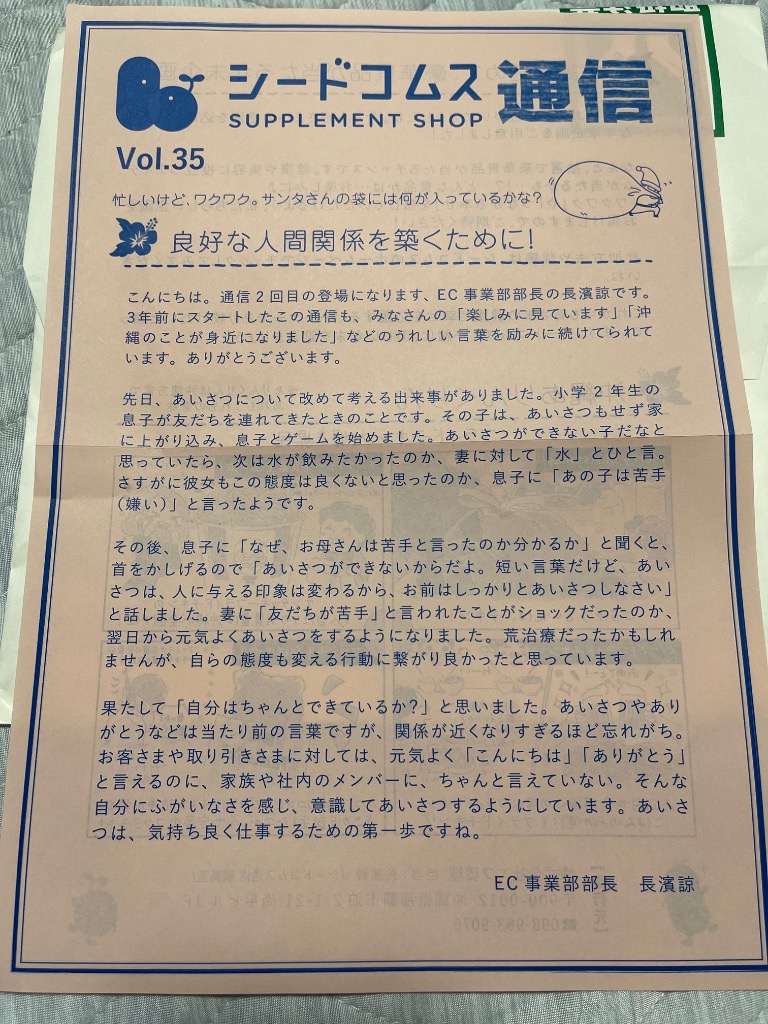 シードコムス 通信
SUPPLEMENT SHOP
Vol.35
忙しいけど、ワクワク。サンタさんの袋には何が入っているかな?
良好な人間関係を築くために!
こんにちは。通信2回目の登場になります、EC事業部部長の長濱諒です。
3年前にスタートしたこの通信も、みなさんの「楽しみに見ています」「沖
縄のことが身近になりました」などのうれしい言葉を励みに続けてられて
います。ありがとうございます。
先日、あいさつについて改めて考える出来事がありました。小学2年生の
息子が友だちを連れてきたときのことです。その子は、あいさつもせず家
に上がり込み、息子とゲームを始めました。あいさつができない子だなと
思っていたら、次は水が飲みたかったのか、妻に対して「水」とひと言。
さすがに彼女もこの態度は良くないと思ったのか、息子に「あの子は苦手
(嫌い)」と言ったようです。
その後、息子に「なぜ、お母さんは苦手と言ったのか分かるか」と聞くと、
首をかしげるので「あいさつができないからだよ。短い言葉だけど、あい
さつは、人に与える印象は変わるから、お前はしっかりとあいさつしなさい」
と話しました。妻に「友だちが苦手」と言われたことがショックだったのか、
翌日から元気よくあいさつをするようになりました。荒治療だったかもしれ
ませんが、自らの態度も変える行動に繋がり良かったと思っています。
果たして「自分はちゃんとできているか?」と思いました。あいさつやあり
がとうなどは当たり前の言葉ですが、関係が近くなりすぎるほど忘れがち。
お客さまや取り引きさまに対しては、元気よく「こんにちは」「ありがとう」
と言えるのに、家族や社内のメンバーに、ちゃんと言えていない。そんな
自分にふがいなさを感じ、意識してあいさつするようにしています。あいさ
つは、気持ち良く仕事するための第一歩ですね。
EC事業部部長 長濱諒